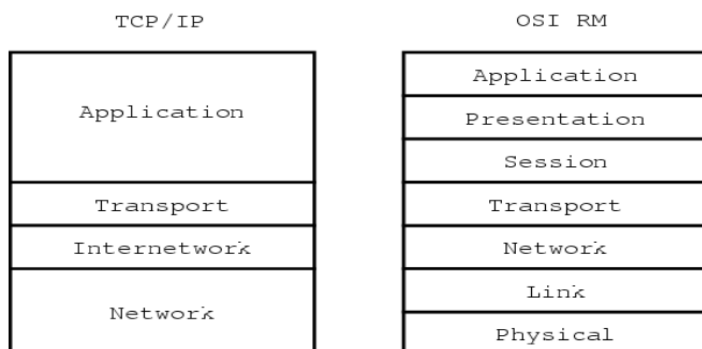 TCP/IP
Application
Transport
Internetwork
Network
OSI RM
Application
Presentation
Session
Transport
Network
Link
Physical